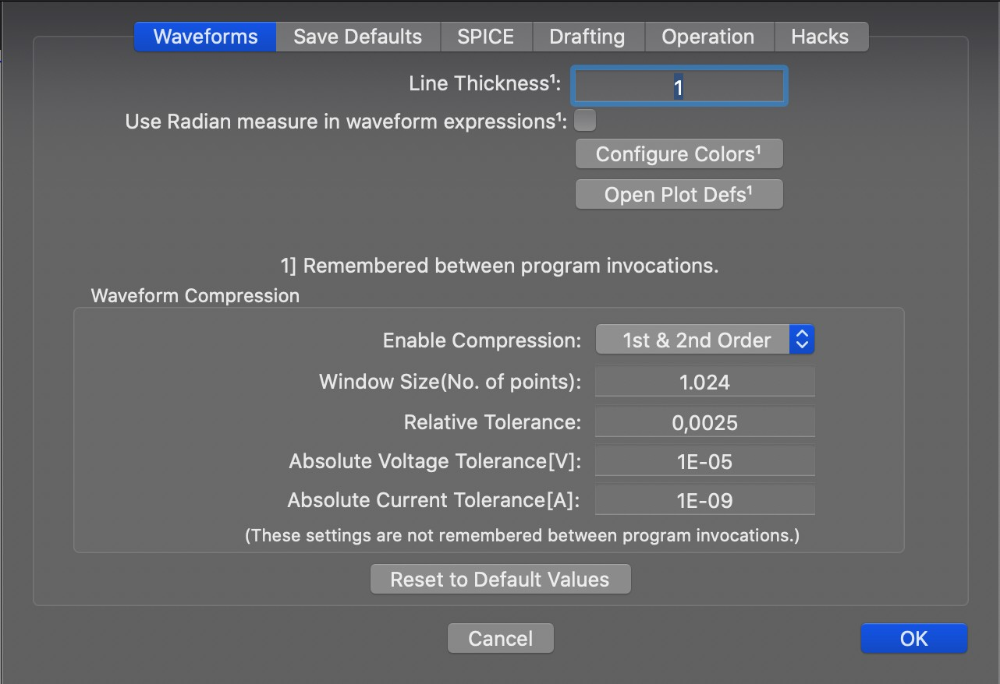 Waveforms Save Defaults SPICE Drafting Operation Hacks
Line Thickness¹: 1
Use Radian measure in waveform expressions¹:
Configure Colors¹
Open Plot Defs¹
1] Remembered between program invocations.
Waveform Compression
Enable Compression: 1st & 2nd Order
Window Size(No. of points): 1.024
Relative Tolerance: 0,0025
Absolute Voltage Tolerance[V]: 1E-05
Absolute Current Tolerance[A]: 1E-09
(These settings are not remembered between program invocations.)
Reset to Default Values
Cancel OK